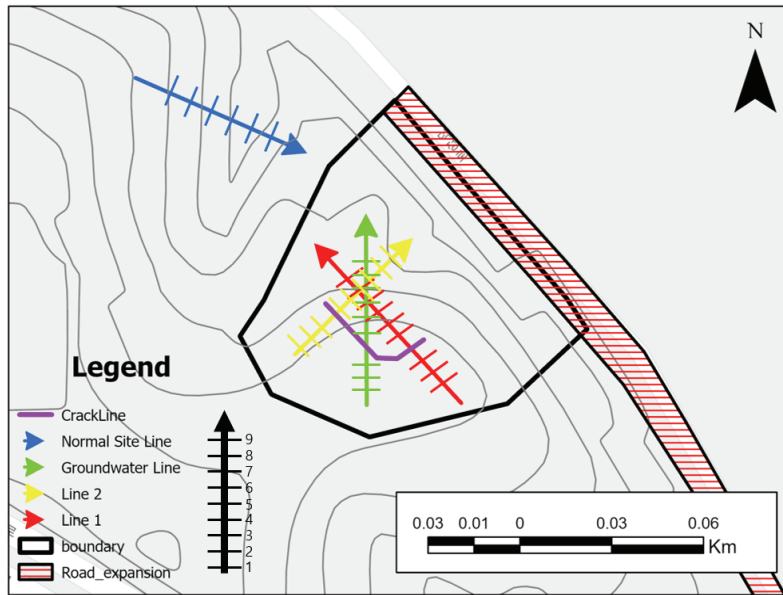 N
Legend
CrackLine
Normal Site Line
Groundwater Line
Line 2
Line 1
boundary
Road_expansion
9
8
7
6
5
4
3
2
1
0.03 0.01 0 0.03 0.06
Km